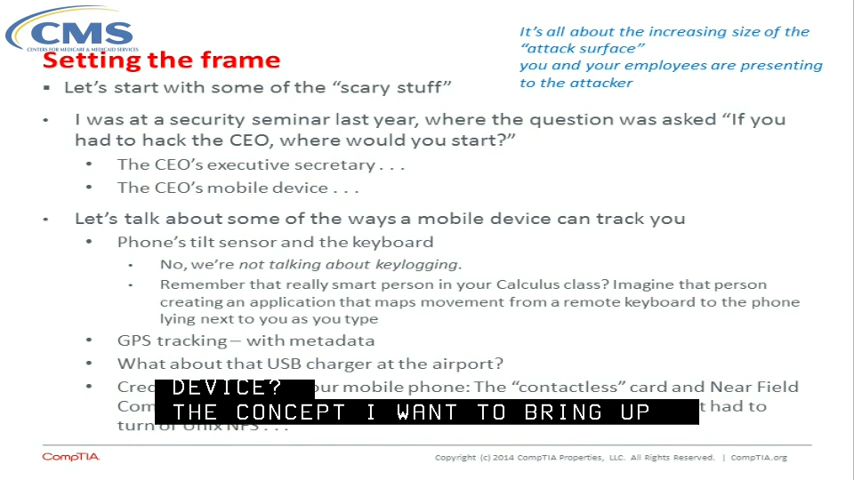 CMS
CENTERS FOR MEDICARE & MEDICAID SERVICES
It's all about the increasing size of the
"attack surface"
you and your employees are presenting
to the attacker
Setting the frame
▪ Let's start with some of the "scary stuff"
• I was at a security seminar last year, where the question was asked "If you
had to hack the CEO, where would you start?"
• The CEO's executive secretary . . .
• The CEO's mobile device . . .
• Let's talk about some of the ways a mobile device can track you
• Phone's tilt sensor and the keyboard
• No, we're not talking about keylogging.
• Remember that really smart person in your Calculus class? Imagine that person
creating an application that maps movement from a remote keyboard to the phone
lying next to you as you type
• GPS tracking – with metadata
• What about that USB charger at the airport?
• your mobile phone: The "contactless" card and Near Field
had to
turn of Unix NFS . . .
DEVICE?
THE CONCEPT I WANT TO BRING UP
CompTIA.
Copyright (c) 2014 CompTIA Properties, LLC. All Rights Reserved. | CompTIA.org